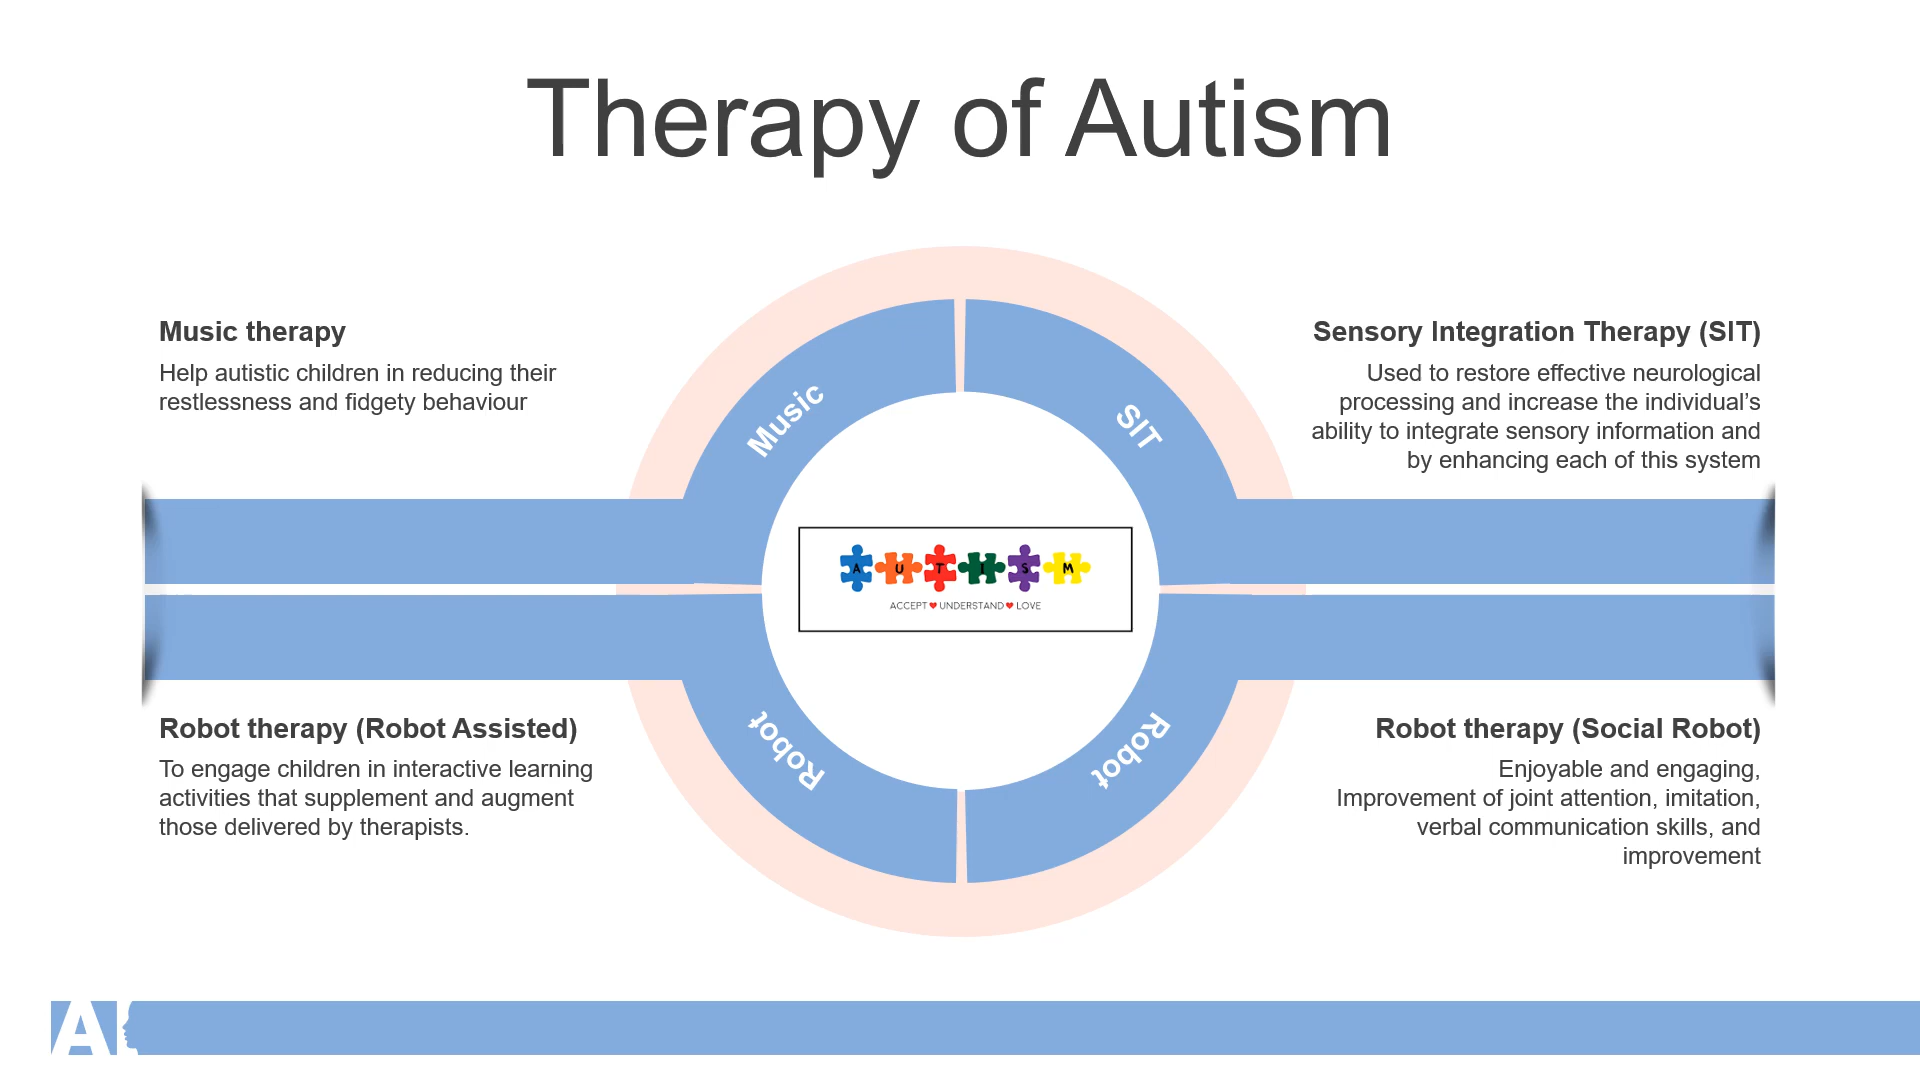 Therapy of Autism
Music therapy
Help autistic children in reducing their
restlessness and fidgety behaviour
Sensory Integration Therapy (SIT)
Used to restore effective neurological
processing and increase the individual’s
ability to integrate sensory information and
by enhancing each of this system
Music
SIT
A U T I S M
ACCEPT ♥ UNDERSTAND ♥ LOVE
Robot
Robot
Robot therapy (Robot Assisted)
To engage children in interactive learning
activities that supplement and augment
those delivered by therapists.
Robot therapy (Social Robot)
Enjoyable and engaging,
Improvement of joint attention, imitation,
verbal communication skills, and
improvement
AI